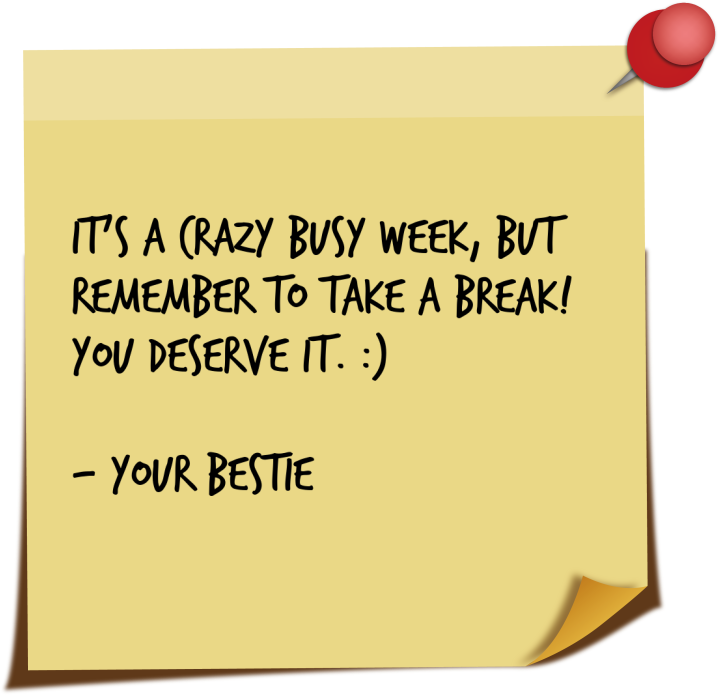 IT'S A CRAZY BUSY WEEK, BUT
REMEMBER TO TAKE A BREAK!
YOU DESERVE IT. :)
- YOUR BESTIE